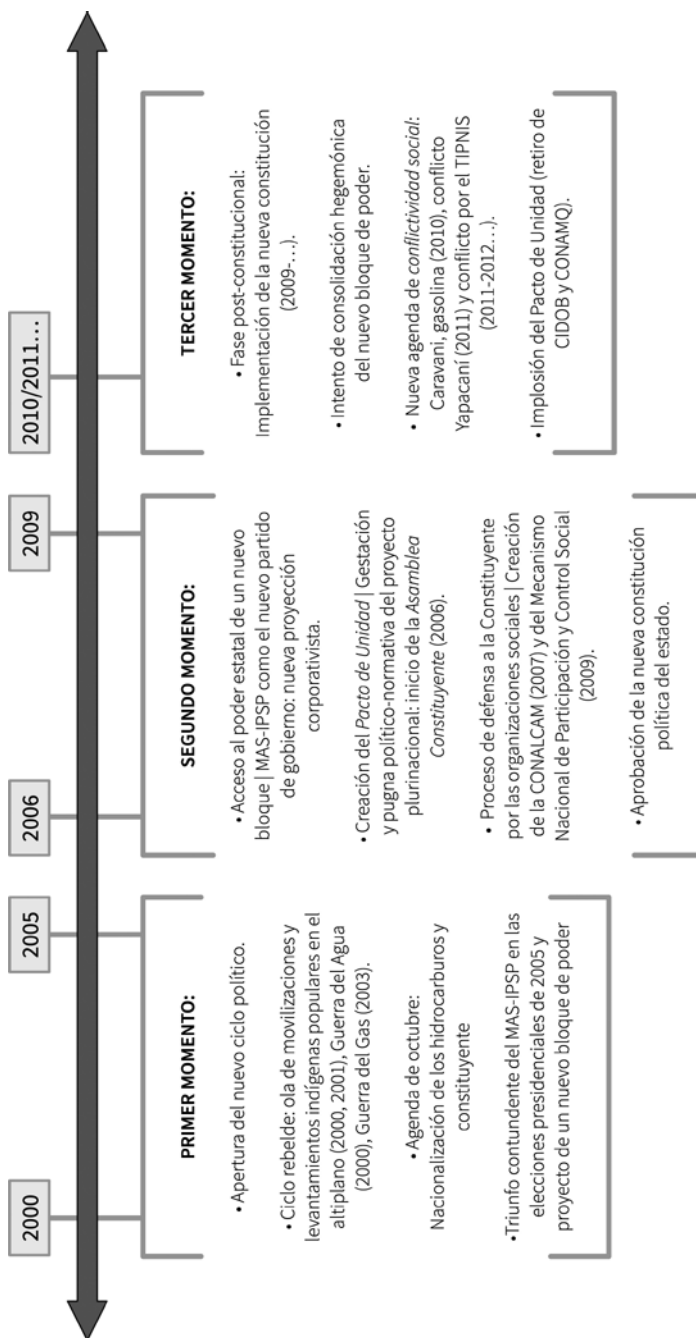 2000
2005
2006
2009
2010/2011...
PRIMER MOMENTO:
• Apertura del nuevo ciclo político.
• Ciclo rebelde: ola de movilizaciones y
levantamientos indígenas populares en el
altiplano (2000, 2001), Guerra del Agua
(2000), Guerra del Gas (2003).
• Agenda de octubre:
Nacionalización de los hidrocarburos y
constituyente
•Triunfo contundente del MAS-IPSP en las
elecciones presidenciales de 2005 y
proyecto de un nuevo bloque de poder
SEGUNDO MOMENTO:
• Acceso al poder estatal de un nuevo
bloque | MAS-IPSP como el nuevo partido
de gobierno: nueva proyección
corporativista.
• Creación del Pacto de Unidad | Gestación
y pugna político-normativa del proyecto
plurinacional: inicio de la Asamblea
Constituyente (2006).
• Proceso de defensa a la Constituyente
por las organizaciones sociales | Creación
de la CONALCAM (2007) y del Mecanismo
Nacional de Participación y Control Social
(2009).
• Aprobación de la nueva constitución
política del estado.
TERCER MOMENTO:
• Fase post-constitucional:
Implementación de la nueva constitución
(2009-...).
• Intento de consolidación hegemónica
del nuevo bloque de poder.
• Nueva agenda de conflictividad social:
Caravani, gasolina (2010), conflicto
Yapacaní (2011) y conflicto por el TIPNIS
(2011-2012...).
• Implosión del Pacto de Unidad (retiro de
CIDOB y CONAMQ).